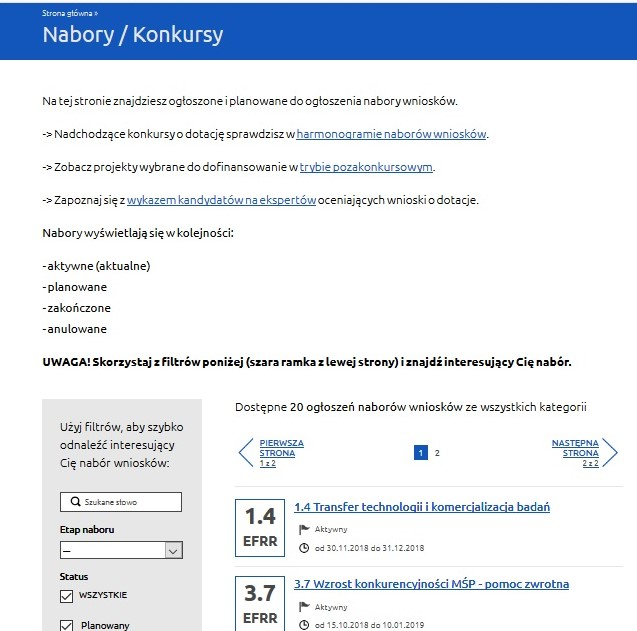 Strona główna »
Nabory / Konkursy
Na tej stronie znajdziesz ogłoszone i planowane do ogłoszenia nabory wniosków.
-> Nadchodzące konkursy o dotację sprawdzisz w harmonogramie naborów wniosków.
-> Zobacz projekty wybrane do dofinansowanie w trybie pozakonkursowym.
-> Zapoznaj się z wykazem kandydatów na ekspertów oceniających wnioski o dotacje.
Nabory wyświetlają się w kolejności:
- aktywne (aktualne)
- planowane
- zakończone
- anulowane
UWAGA! Skorzystaj z filtrów poniżej (szara ramka z lewej strony) i znajdź interesujący Cię nabór.
Użyj filtrów, aby szybko
odnaleźć interesujący
Cię nabór wniosków:
Szukane słowo
Etap naboru
—
Status
WSZYSTKIE
Planowany
Dostępne 20 ogłoszeń naborów wniosków ze wszystkich kategorii
PIERWSZA
STRONA
1 z 2
1 2
NASTĘPNA
STRONA
2 z 2
1.4
EFRR
1.4 Transfer technologii i komercjalizacja badań
Aktywny
od 30.11.2018 do 31.12.2018
3.7
EFRR
3.7 Wzrost konkurencyjności MŚP - pomoc zwrotna
Aktywny
od 15.10.2018 do 10.01.2019